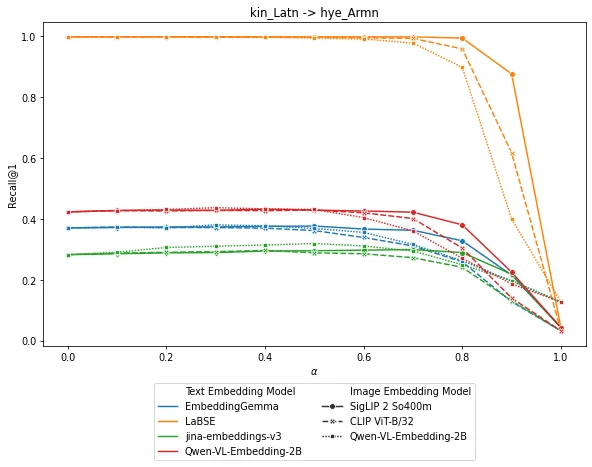 kin_Latn -> hye_Armn
Recall@1
1.0
0.8
0.6
0.4
0.2
0.0
0.0 0.2 0.4 0.6 0.8 1.0
α
Text Embedding Model Image Embedding Model
EmbeddingGemma SigLIP 2 So400m
LaBSE CLIP ViT-B/32
jina-embeddings-v3 Qwen-VL-Embedding-2B
Qwen-VL-Embedding-2B